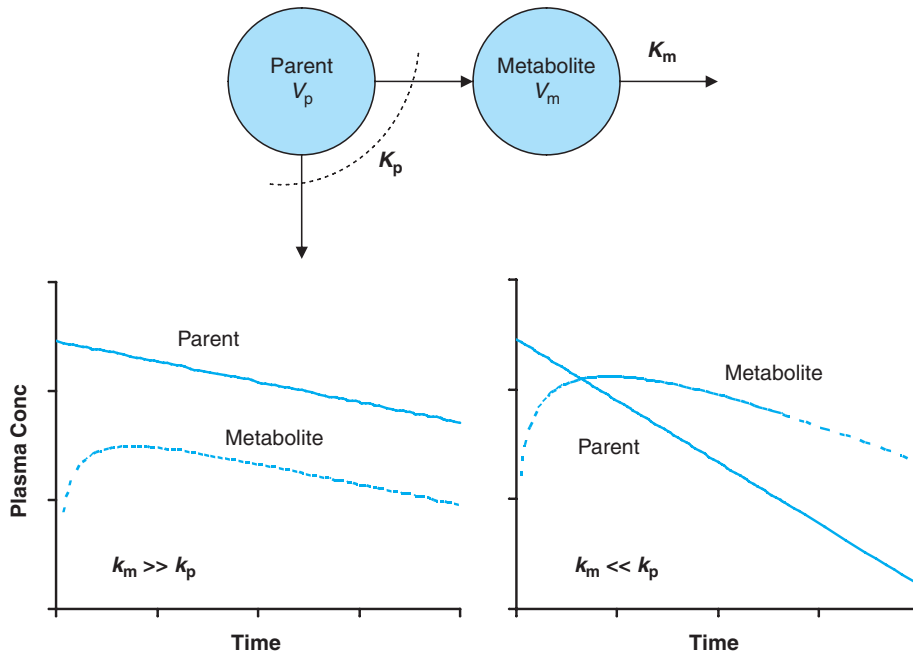 Parent
Vp
Metabolite
Vm
Km
Kp
Plasma Conc
Parent
Metabolite
km >> kp
Time
Metabolite
Parent
km << kp
Time